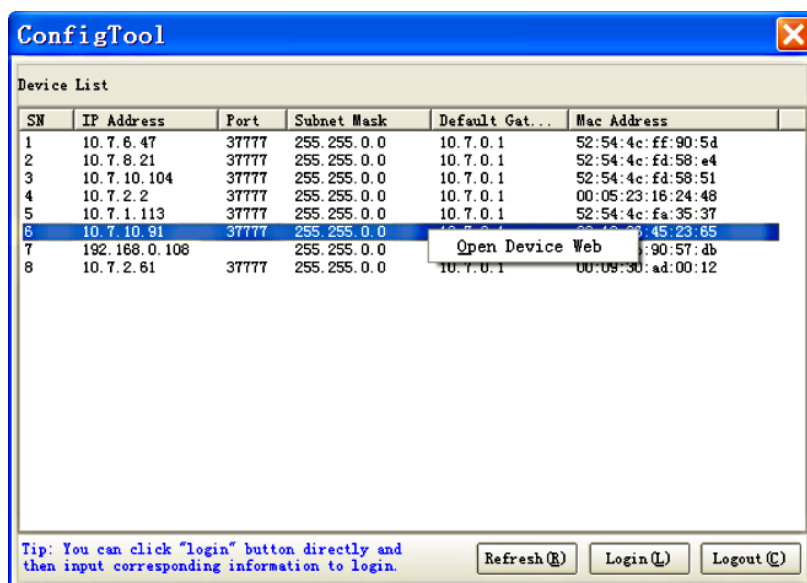 ConfigTool
Device List
SN IP Address Port Subnet Mask Default Gat... Mac Address
1 10.7.6.47 37777 255.255.0.0 10.7.0.1 52:54:4c:ff:90:5d
2 10.7.8.21 37777 255.255.0.0 10.7.0.1 52:54:4c:fd:58:e4
3 10.7.10.104 37777 255.255.0.0 10.7.0.1 52:54:4c:fd:58:51
4 10.7.2.2 37777 255.255.0.0 10.7.0.1 00:05:23:16:24:48
5 10.7.1.113 37777 255.255.0.0 10.7.0.1 52:54:4c:fa:35:37
6 10.7.10.91 37777 255.255.0.0 :45:23:65
Open Device Web
7 192.168.0.108 255.255.0.0 :90:57:db
8 10.7.2.61 37777 255.255.0.0 10.7.0.1 00:09:30:ad:00:12
Tip: You can click "login" button directly and
then input corresponding information to login.
Refresh(R) Login(L) Logout(C)